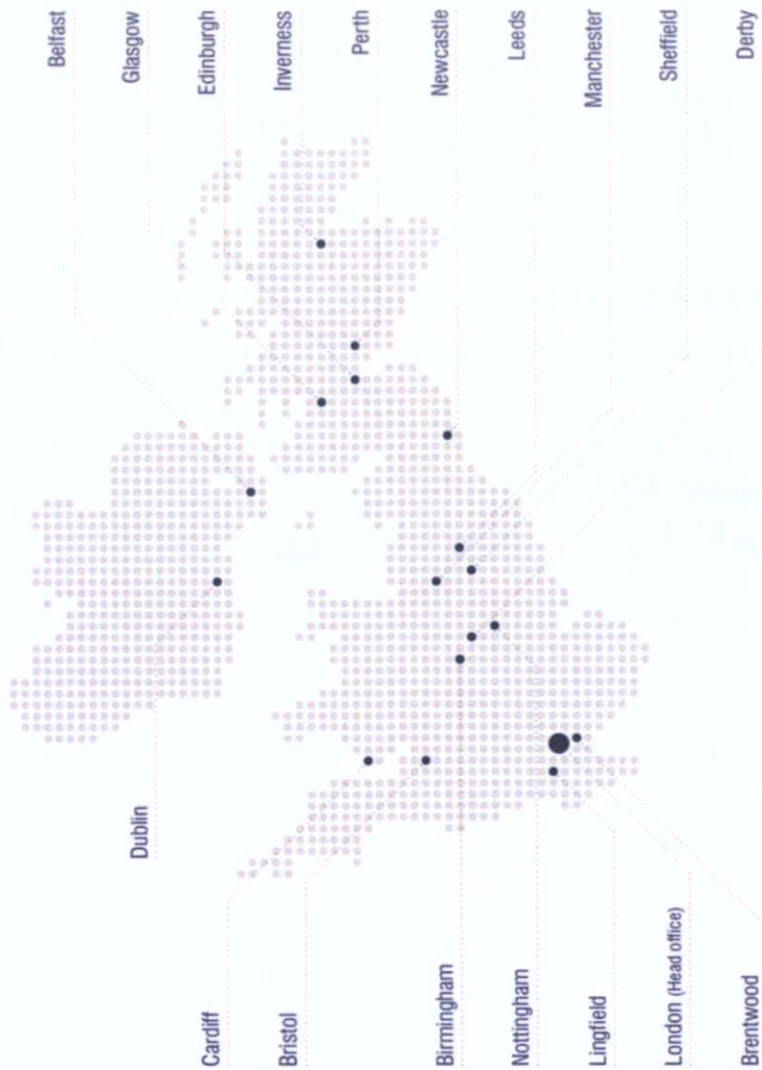 Belfast
Glasgow
Edinburgh
Inverness
Perth
Newcastle
Leeds
Manchester
Sheffield
Derby
Dublin
Cardiff
Bristol
Birmingham
Nottingham
Lingfield
London (Head office)
Brentwood